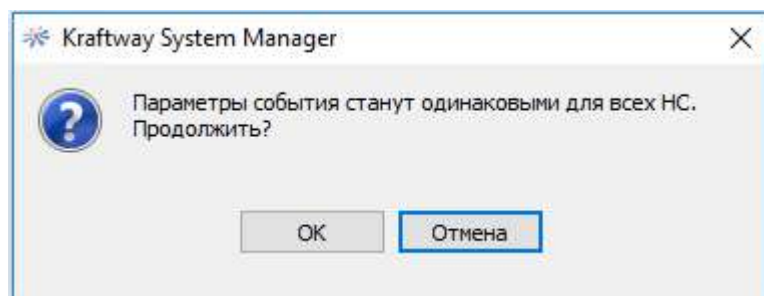 Kraftway System Manager
Параметры события станут одинаковыми для всех НС.
Продолжить?
OK
Отмена